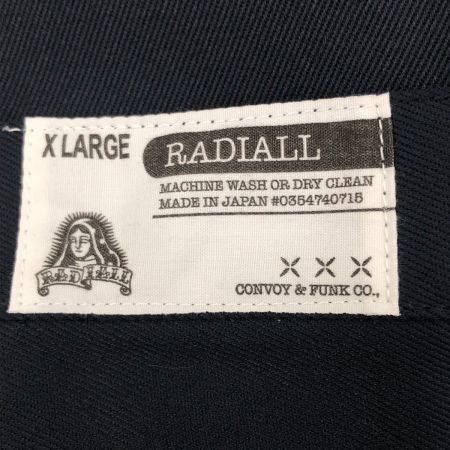 X LARGE
RADIALL
MACHINE WASH OR DRY CLEAN
MADE IN JAPAN #0354740715
RADIALL
CONVOY & FUNK CO.,